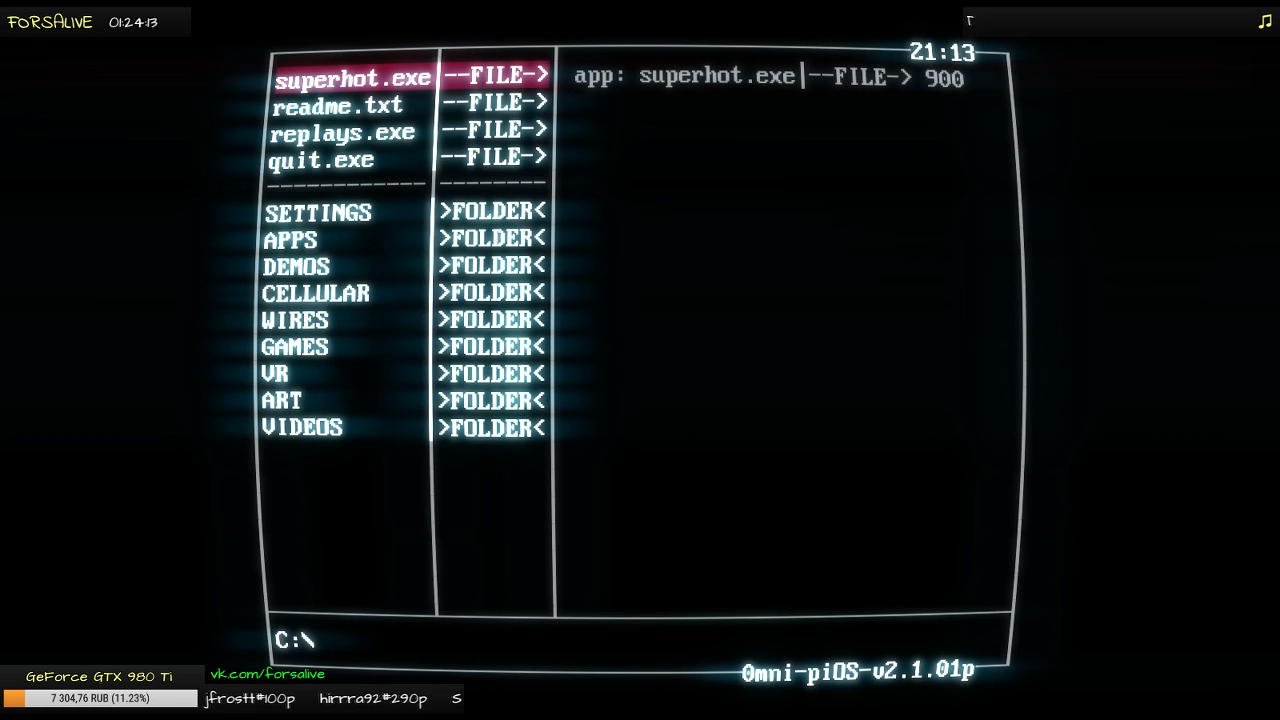 FORSALIVE 01:24:13
21:13
superhot.exe --FILE-> app: superhot.exe --FILE-> 900
readme.txt --FILE->
replays.exe --FILE->
quit.exe --FILE->
SETTINGS >FOLDER<
APPS >FOLDER<
DEMOS >FOLDER<
CELLULAR >FOLDER<
WIRES >FOLDER<
GAMES >FOLDER<
VR >FOLDER<
ART >FOLDER<
VIDEOS >FOLDER<
C:\
0mni-piOS-v2.1.01p
GeForce GTX 980 Ti vk.com/forsalive
7 304,76 RUB (11.23%) jfrostt#100p hirrra92#290p S